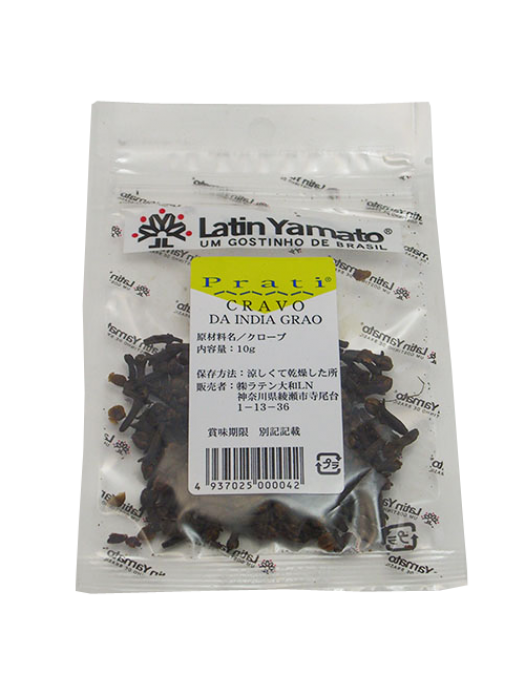 JL
Latin Yamato®
UM GOSTINHO DE BRASIL
Prati®
CRAVO
DA INDIA GRAO
原材料名／クローブ
内容量：10g
保存方法：涼しくて乾燥した所
販売者：㈱ラテン大和LN
神奈川県綾瀬市寺尾台
1-13-36
賞味期限 別記記載
プラ
4 937025 000042